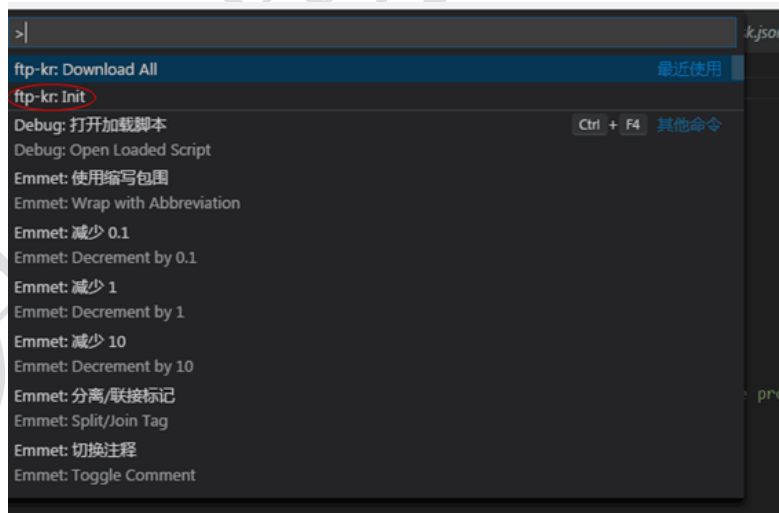 >
k.json
ftp-kr: Download All 最近使用
ftp-kr: Init
Debug: 打开加载脚本 Ctrl + F4 其他命令
Debug: Open Loaded Script
Emmet: 使用缩写包围
Emmet: Wrap with Abbreviation
Emmet: 减少 0.1
Emmet: Decrement by 0.1
Emmet: 减少 1
Emmet: Decrement by 1
Emmet: 减少 10
Emmet: Decrement by 10
Emmet: 分离/联接标记
pro
Emmet: Split/Join Tag
Emmet: 切换注释
Emmet: Toggle Comment